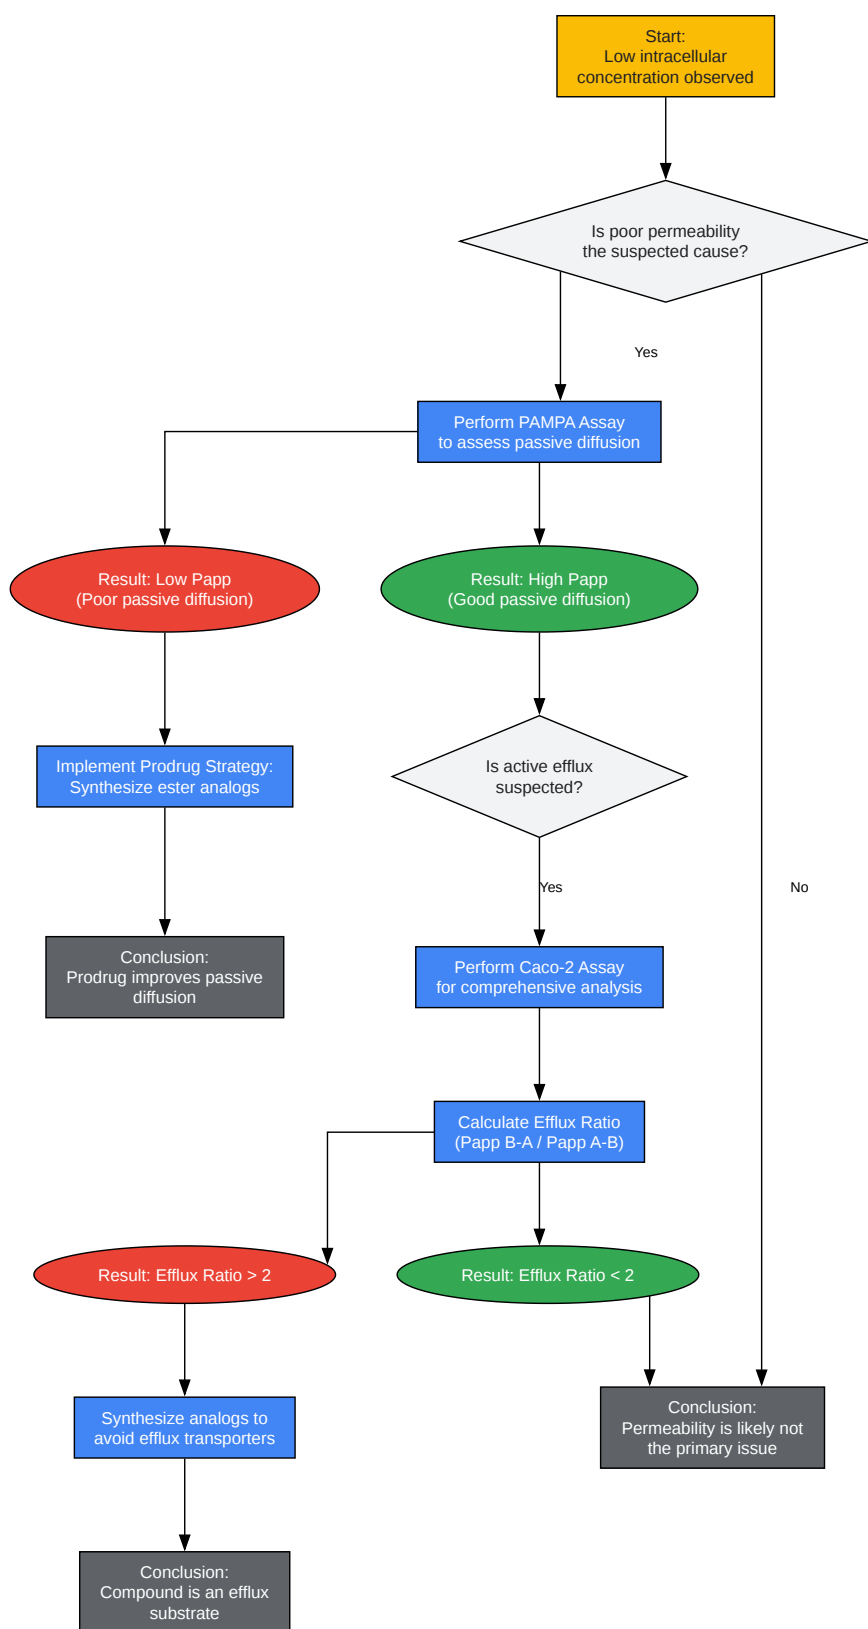 Start:
Low intracellular
concentration observed
Is poor permeability
the suspected cause?
Yes
Perform PAMPA Assay
to assess passive diffusion
Result: Low Papp
(Poor passive diffusion)
Result: High Papp
(Good passive diffusion)
Implement Prodrug Strategy:
Synthesize ester analogs
Is active efflux
suspected?
Yes
No
Conclusion:
Prodrug improves passive
diffusion
Perform Caco-2 Assay
for comprehensive analysis
Calculate Efflux Ratio
(Papp B-A / Papp A-B)
Result: Efflux Ratio > 2
Result: Efflux Ratio < 2
Synthesize analogs to
avoid efflux transporters
Conclusion:
Permeability is likely not
the primary issue
Conclusion:
Compound is an efflux
substrate